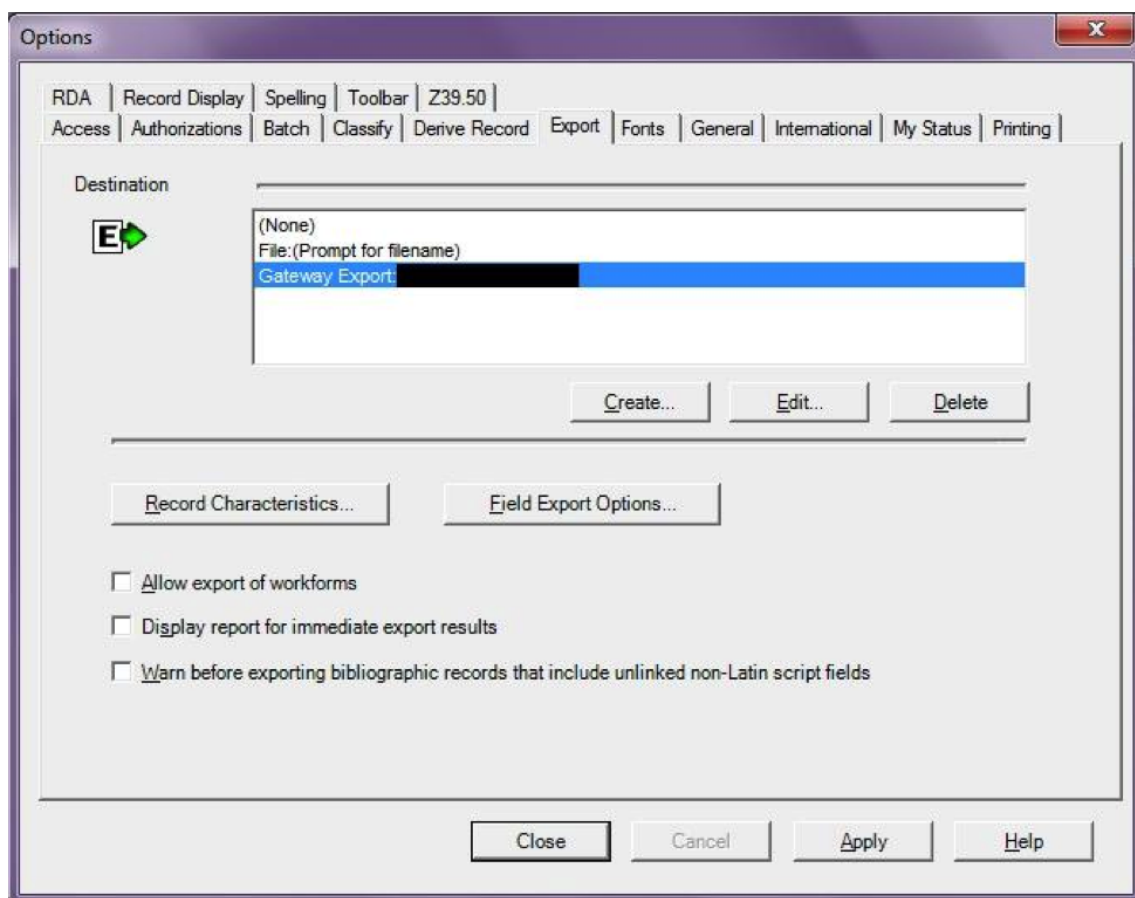 Options
RDA Record Display Spelling Toolbar Z39.50
Access Authorizations Batch Classify Derive Record Export Fonts General International My Status Printing
Destination
E
(None)
File:(Prompt for filename)
Gateway Export:
Create... Edit... Delete
Record Characteristics... Field Export Options...
Allow export of workforms
Display report for immediate export results
Warn before exporting bibliographic records that include unlinked non-Latin script fields
Close Cancel Apply Help